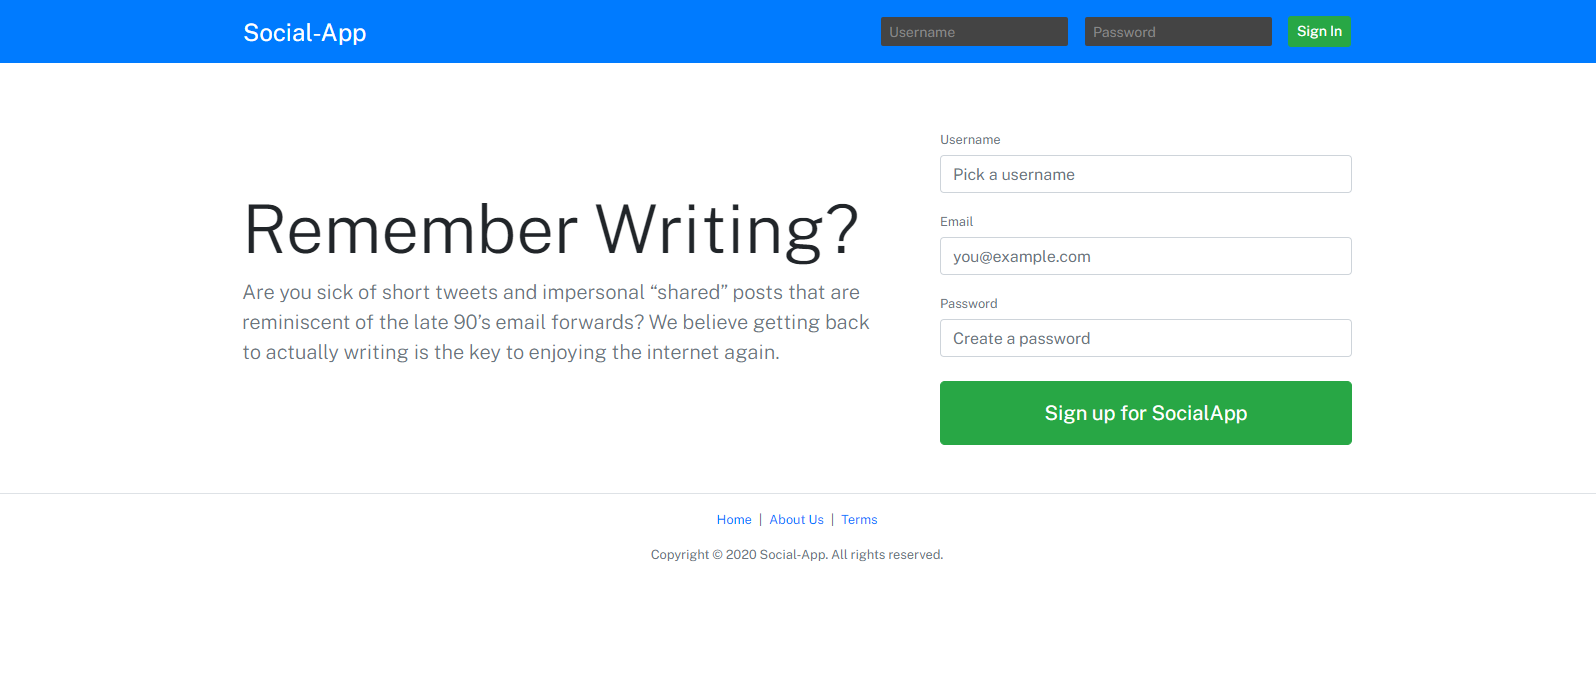 Social-App
Username
Password
Sign In
Remember Writing?
Are you sick of short tweets and impersonal “shared” posts that are
reminiscent of the late 90’s email forwards? We believe getting back
to actually writing is the key to enjoying the internet again.
Username
Pick a username
Email
you@example.com
Password
Create a password
Sign up for SocialApp
Home | About Us | Terms
Copyright © 2020 Social-App. All rights reserved.